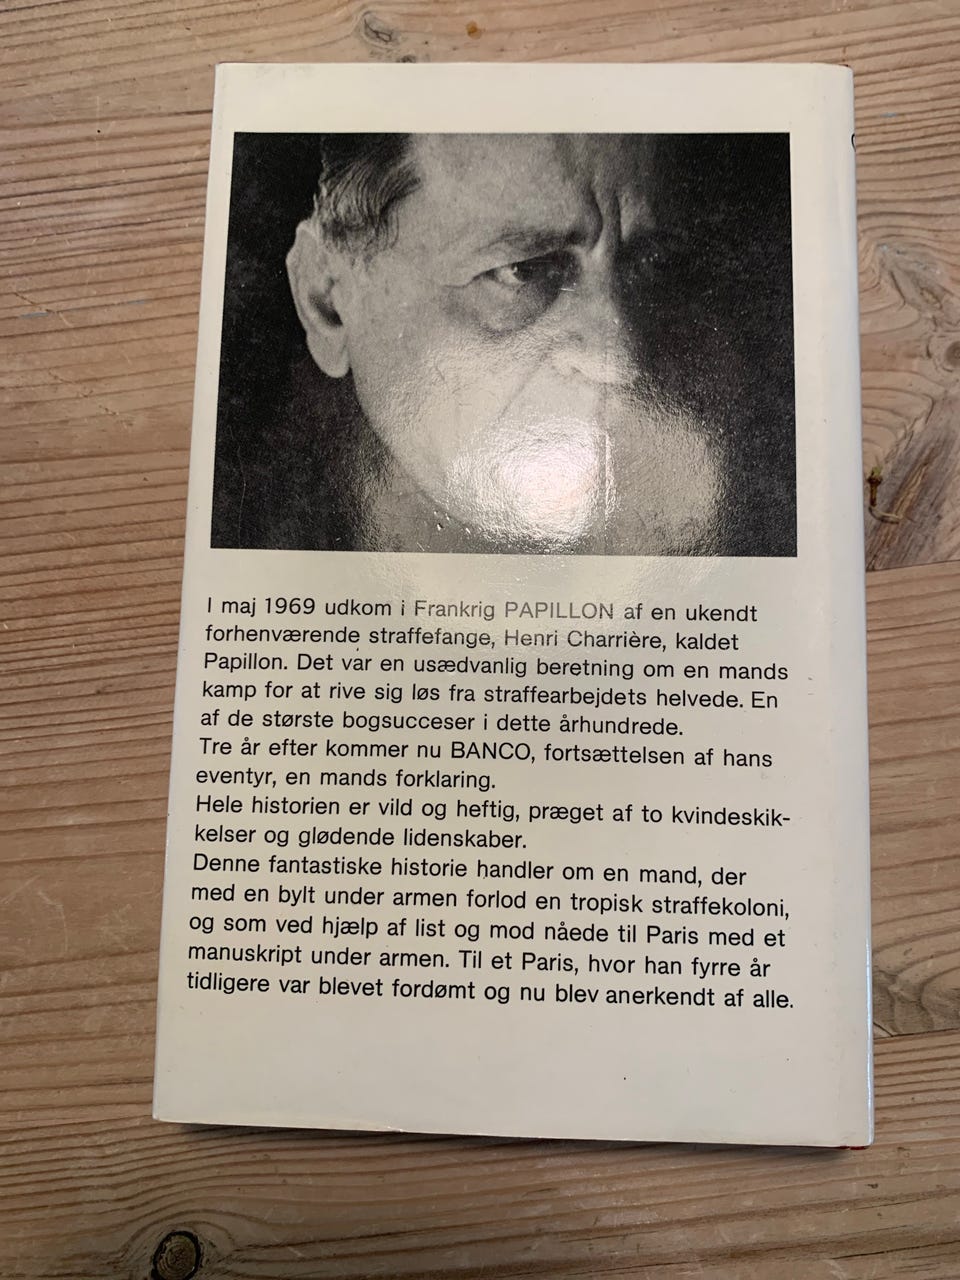 I maj 1969 udkom i Frankrig PAPILLON af en ukendt
forhenværende straffefange, Henri Charrière, kaldet
Papillon. Det var en usædvanlig beretning om en mands
kamp for at rive sig løs fra straffearbejdets helvede. En
af de største bogsucceser i dette århundrede.
Tre år efter kommer nu BANCO, fortsættelsen af hans
eventyr, en mands forklaring.
Hele historien er vild og heftig, præget af to kvindeskik-
kelser og glødende lidenskaber.
Denne fantastiske historie handler om en mand, der
med en bylt under armen forlod en tropisk straffekoloni,
og som ved hjælp af list og mod nåede til Paris med et
manuskript under armen. Til et Paris, hvor han fyrre år
tidligere var blevet fordømt og nu blev anerkendt af alle.